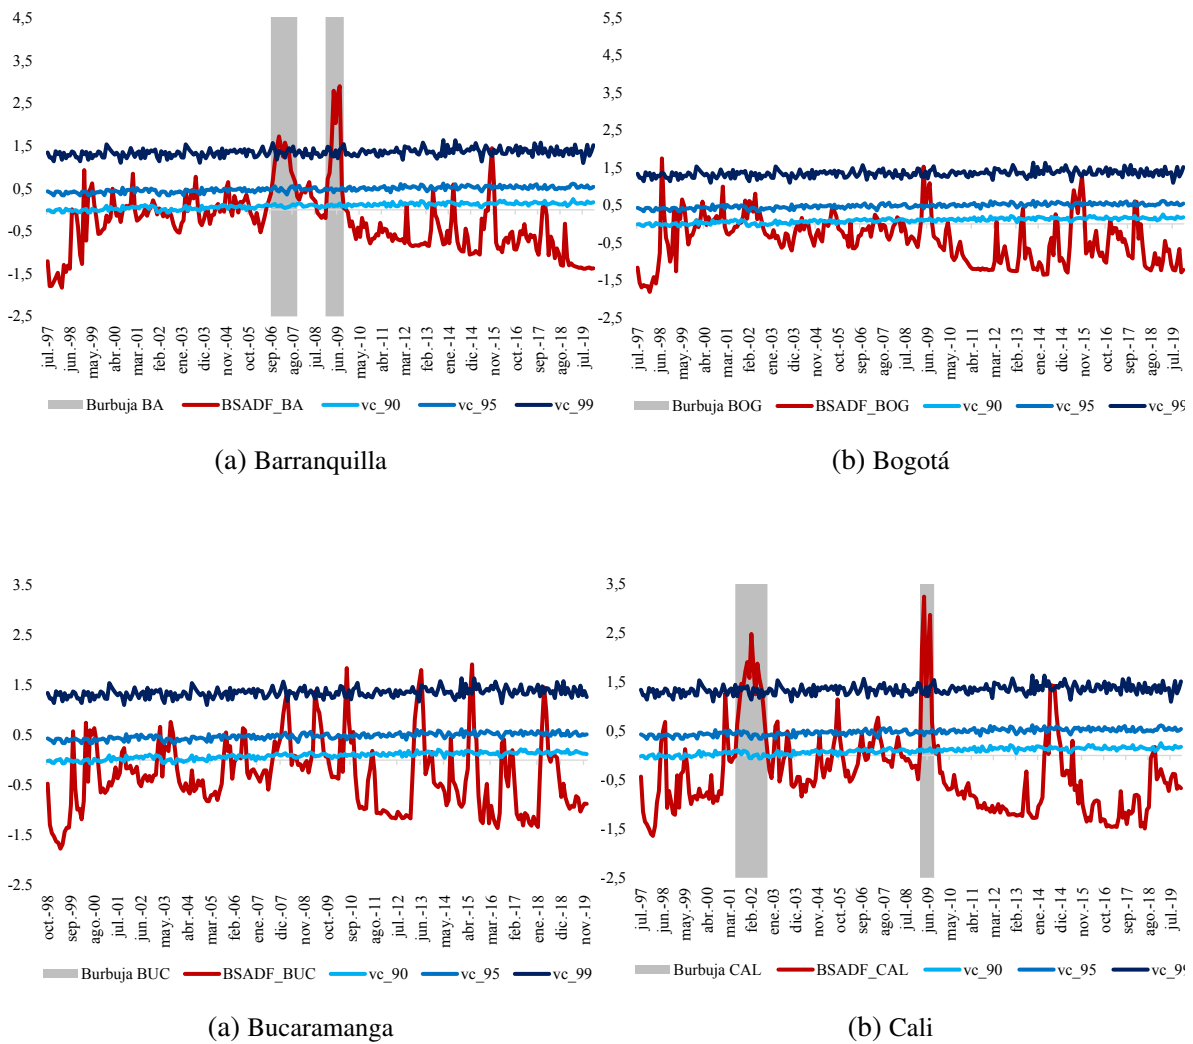 4,5
3,5
2,5
1,5
0,5
-0,5
-1,5
-2,5
jul.-97
jun.-98
may.-99
abr.-00
mar.-01
feb.-02
ene.-03
dic.-03
nov.-04
oct.-05
sep.-06
ago.-07
jul.-08
jun.-09
may.-10
abr.-11
mar.-12
feb.-13
ene.-14
dic.-14
nov.-15
oct.-16
sep.-17
ago.-18
jul.-19
Burbuja BA BSADF_BA vc_90 vc_95 vc_99
(a) Barranquilla
5,5
4,5
3,5
2,5
1,5
0,5
-0,5
-1,5
-2,5
jul.-97
jun.-98
may.-99
abr.-00
mar.-01
feb.-02
ene.-03
dic.-03
nov.-04
oct.-05
sep.-06
ago.-07
jul.-08
jun.-09
may.-10
abr.-11
mar.-12
feb.-13
ene.-14
dic.-14
nov.-15
oct.-16
sep.-17
ago.-18
jul.-19
Burbuja BOG BSADF_BOG vc_90 vc_95 vc_99
(b) Bogotá
3.5
2.5
1.5
0.5
-0.5
-1.5
-2.5
oct.-98
sep.-99
ago.-00
jul.-01
jun.-02
may.-03
abr.-04
mar.-05
feb.-06
ene.-07
dic.-07
nov.-08
oct.-09
sep.-10
ago.-11
jul.-12
jun.-13
may.-14
abr.-15
mar.-16
feb.-17
ene.-18
dic.-18
nov.-19
Burbuja BUC BSADF_BUC vc_90 vc_95 vc_99
(a) Bucaramanga
3,5
2,5
1,5
0,5
-0,5
-1,5
-2,5
jul.-97
jun.-98
may.-99
abr.-00
mar.-01
feb.-02
ene.-03
dic.-03
nov.-04
oct.-05
sep.-06
ago.-07
jul.-08
jun.-09
may.-10
abr.-11
mar.-12
feb.-13
ene.-14
dic.-14
nov.-15
oct.-16
sep.-17
ago.-18
jul.-19
Burbuja CAL BSADF_CAL vc_90 vc_95 vc_99
(b) Cali